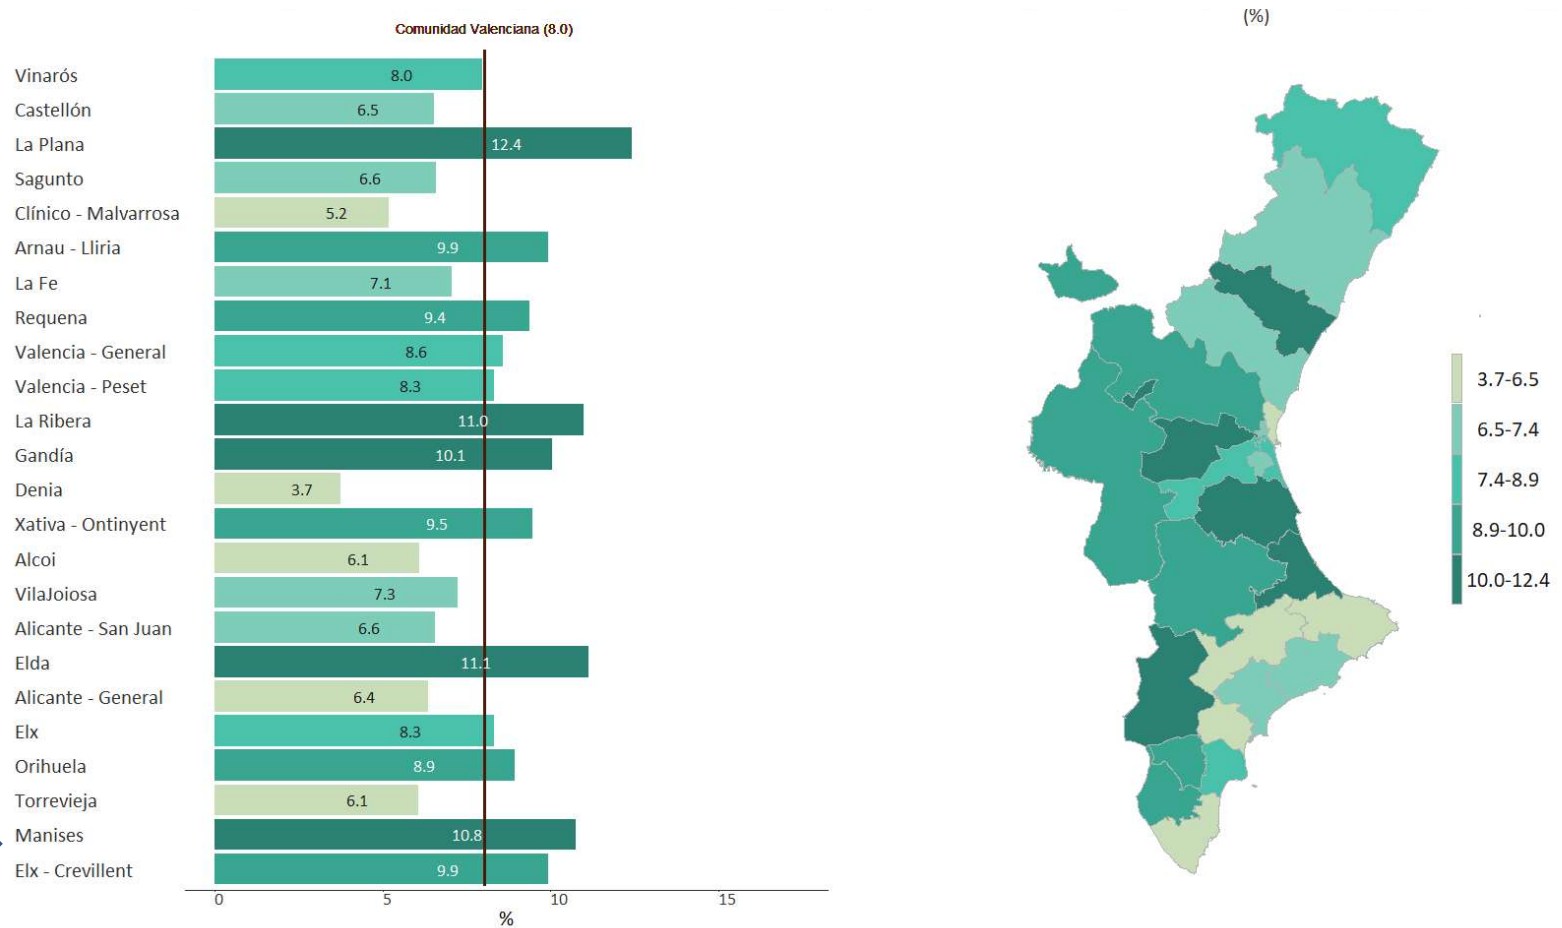 Comunidad Valenciana (8.0)
Vinarós 8.0
Castellón 6.5
La Plana 12.4
Sagunto 6.6
Clínico - Malvarrosa 5.2
Arnau - Lliria 9.9
La Fe 7.1
Requena 9.4
Valencia - General 8.6
Valencia - Peset 8.3
La Ribera 11.0
Gandía 10.1
Denia 3.7
Xativa - Ontinyent 9.5
Alcoi 6.1
VilaJoiosa 7.3
Alicante - San Juan 6.6
Elda 11.1
Alicante - General 6.4
Elx 8.3
Orihuela 8.9
Torrevieja 6.1
Manises 10.8
Elx - Crevillent 9.9
0 5 10 15
%
(%)
3.7-6.5
6.5-7.4
7.4-8.9
8.9-10.0
10.0-12.4